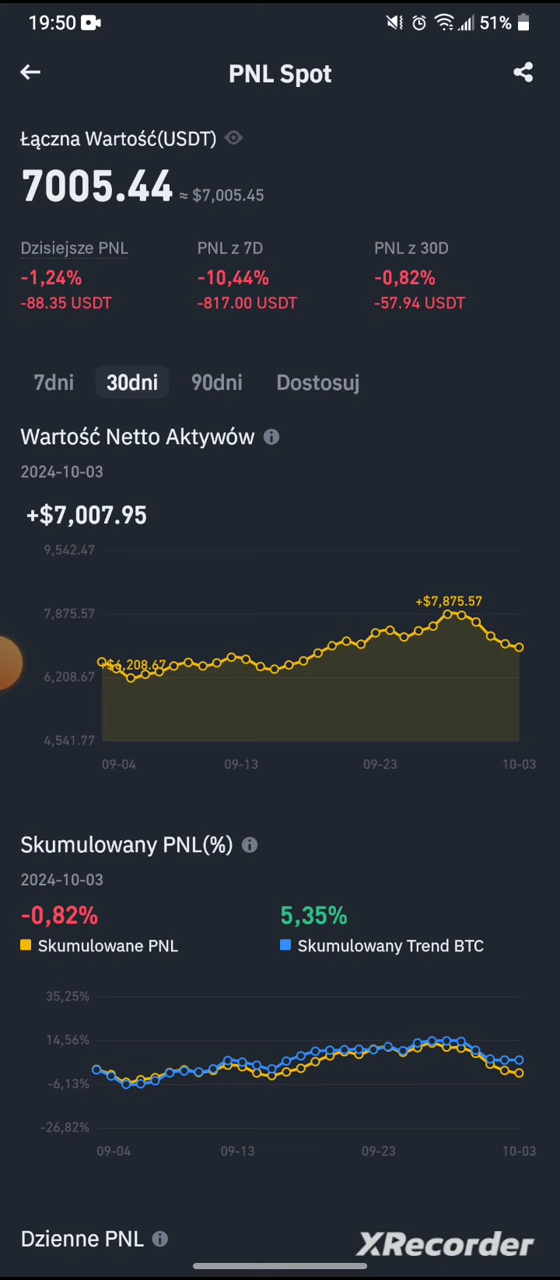 19:50 51%
PNL Spot
Łączna Wartość(USDT)
7005.44 ≈ $7,005.45
Dzisiejsze PNL PNL z 7D PNL z 30D
-1,24% -10,44% -0,82%
-88.35 USDT -817.00 USDT -57.94 USDT
7dni 30dni 90dni Dostosuj
Wartość Netto Aktywów
2024-10-03
+$7,007.95
9,542.47
+$7,875.57
7,875.57
+$6,208.67
6,208.67
4,541.77
09-04 09-13 09-23 10-03
Skumulowany PNL(%)
2024-10-03
-0,82% 5,35%
Skumulowane PNL Skumulowany Trend BTC
35,25%
14,56%
-6,13%
-26,82%
09-04 09-13 09-23 10-03
Dzienne PNL
XRecorder